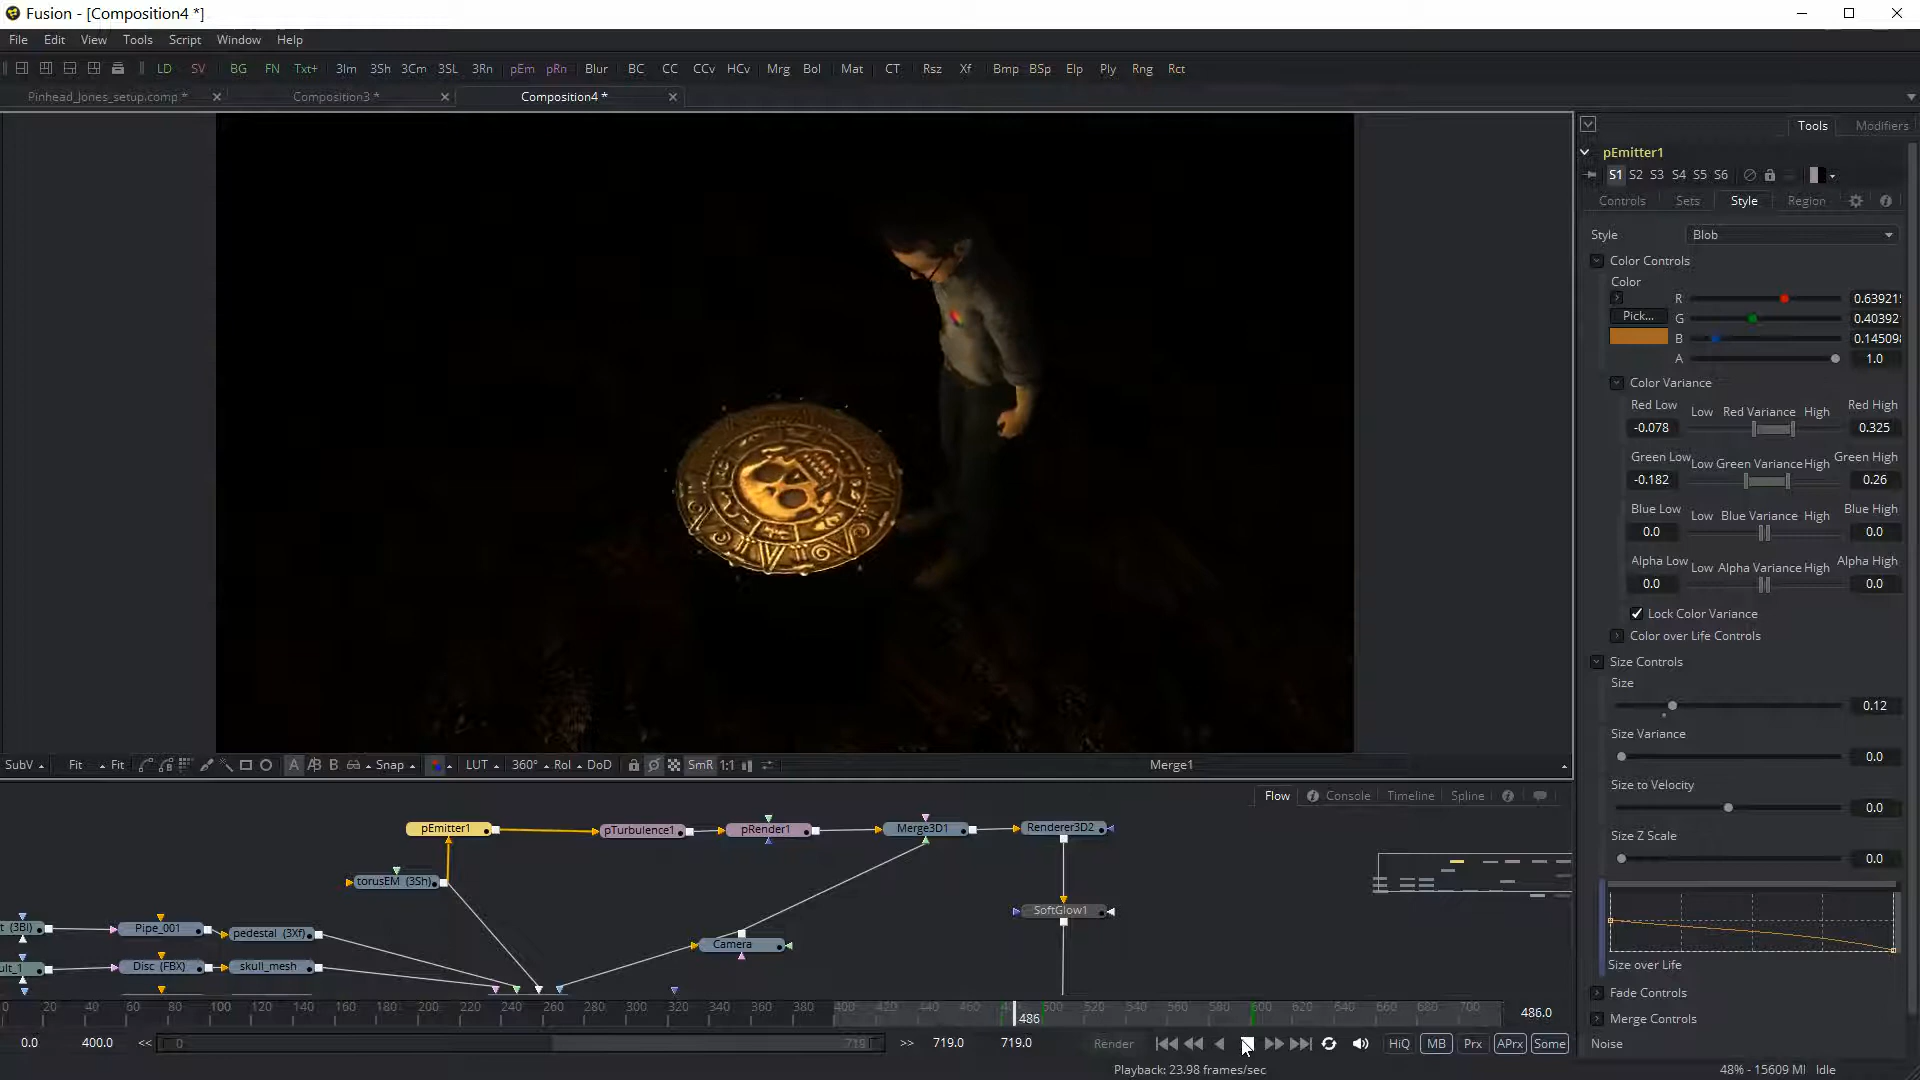 Fusion - [Composition4 *]
File Edit View Tools Script Window Help
LD SV BG FN Txt+ 3Im 3Sh 3Cm 3SL 3Rn pEm pRn Blur BC CC CCv HCv Mrg Bol Mat CT Rsz Xf Bmp BSp Elp Ply Rng Rct
Pinhead_Jones_setup.comp * Composition3 * Composition4 *
Tools Modifiers
pEmitter1
S1 S2 S3 S4 S5 S6
Controls Sets Style Region
Style Blob
Color Controls
Color
R 0.639215
Pick... G 0.40392
B 0.145098
A 1.0
Color Variance
Red Low Low Red Variance High Red High
-0.078 0.325
Green Low Low Green Variance High Green High
-0.182 0.26
Blue Low Low Blue Variance High Blue High
0.0 0.0
Alpha Low Low Alpha Variance High Alpha High
0.0 0.0
Lock Color Variance
Color over Life Controls
Size Controls
Size
0.12
Size Variance
0.0
Size to Velocity
0.0
Size Z Scale
0.0
Size over Life
Fade Controls
Merge Controls
Noise
SubV Fit Fit A B Snap LUT 360° Rol DoD SmR 1:1 Merge1
Flow Console Timeline Spline
pEmitter1 pTurbulence1 pRender1 Merge3D1 Renderer3D2
torusEM (3Sh)
SoftGlow1
t (3BI) Pipe_001 pedestal (3Xf)
Camera
ult_1 Disc (FBX) skull_mesh
0 20 40 60 80 100 120 140 160 180 200 220 240 260 280 300 320 340 360 380 400 420 440 460 486 500 520 540 560 580 600 620 640 660 680 700 486.0
0.0 400.0 << 0 719 >> 719.0 719.0 Render HiQ MB Prx APrx Some
Playback: 23.98 frames/sec 48% - 15609 MI Idle